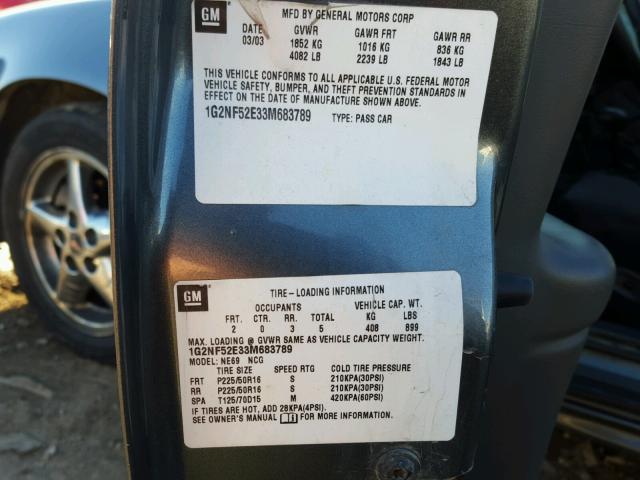 GM
MFD BY GENERAL MOTORS CORP
DATE GVWR GAWR FRT GAWR RR
03/03 1852 KG 1016 KG 836 KG
4082 LB 2239 LB 1843 LB
THIS VEHICLE CONFORMS TO ALL APPLICABLE U.S. FEDERAL MOTOR
VEHICLE SAFETY, BUMPER, AND THEFT PREVENTION STANDARDS IN
EFFECT ON THE DATE OF MANUFACTURE SHOWN ABOVE.
1G2NF52E33M683789 TYPE: PASS CAR
GM
TIRE-LOADING INFORMATION
OCCUPANTS VEHICLE CAP. WT.
FRT. CTR. RR. TOTAL KG LBS
2 0 3 5 408 899
MAX. LOADING @ GVWR SAME AS VEHICLE CAPACITY WEIGHT.
1G2NF52E33M683789
MODEL: NE69 NCG
TIRE SIZE SPEED RTG COLD TIRE PRESSURE
FRT P225/50R16 S 210KPA(30PSI)
RR P225/50R16 S 210KPA(30PSI)
SPA T125/70D15 M 420KPA(60PSI)
IF TIRES ARE HOT, ADD 28KPA(4PSI).
SEE OWNER'S MANUAL FOR MORE INFORMATION.